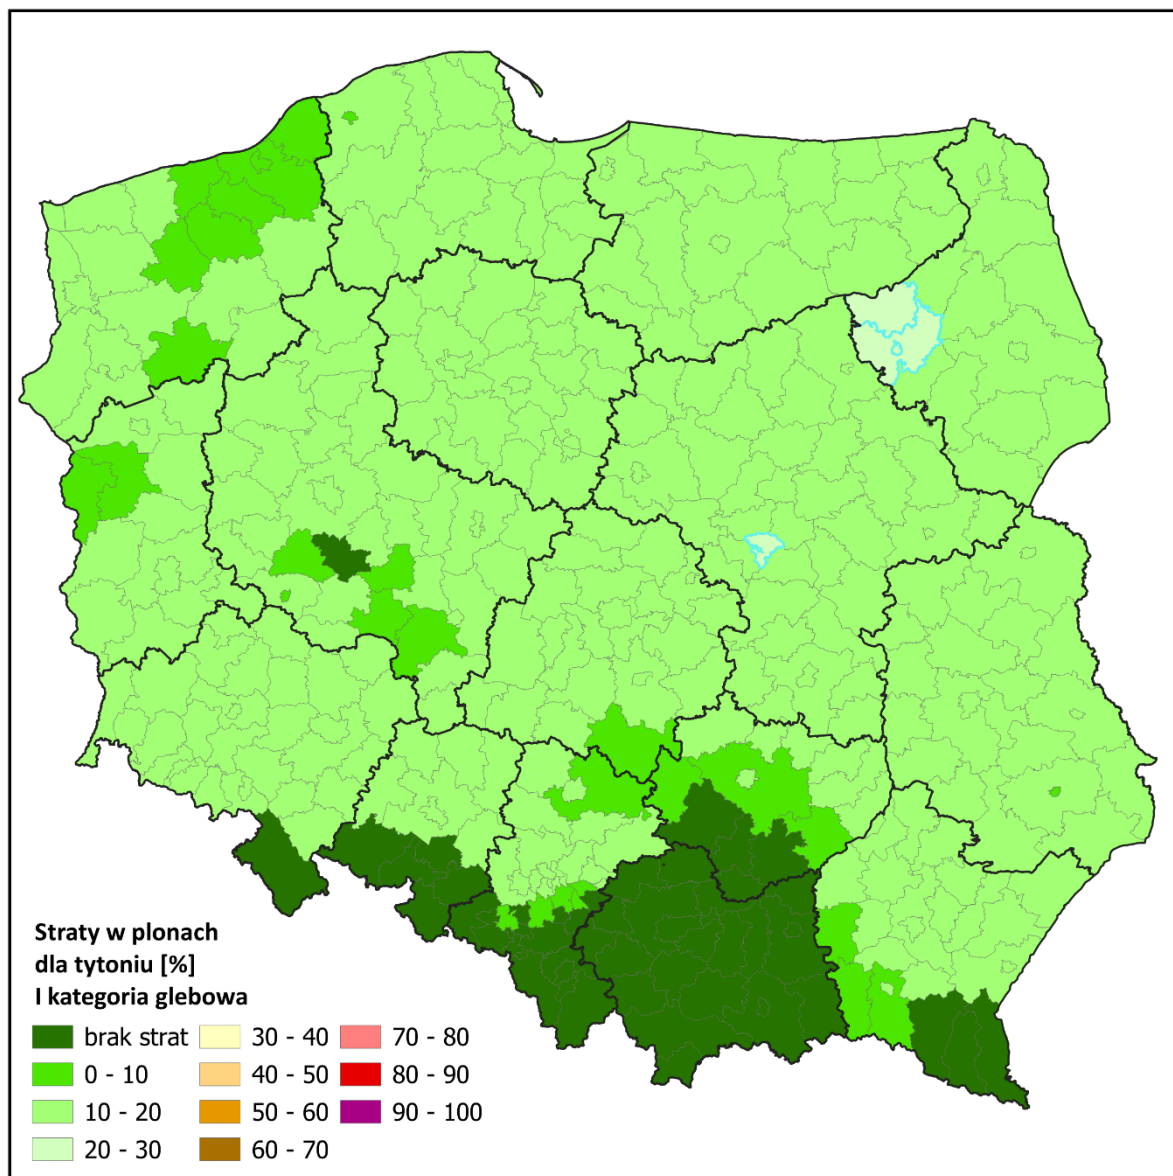 Straty w plonach
dla tytoniu [%]
I kategoria glebowa
brak strat
0 - 10
10 - 20
20 - 30
30 - 40
40 - 50
50 - 60
60 - 70
70 - 80
80 - 90
90 - 100